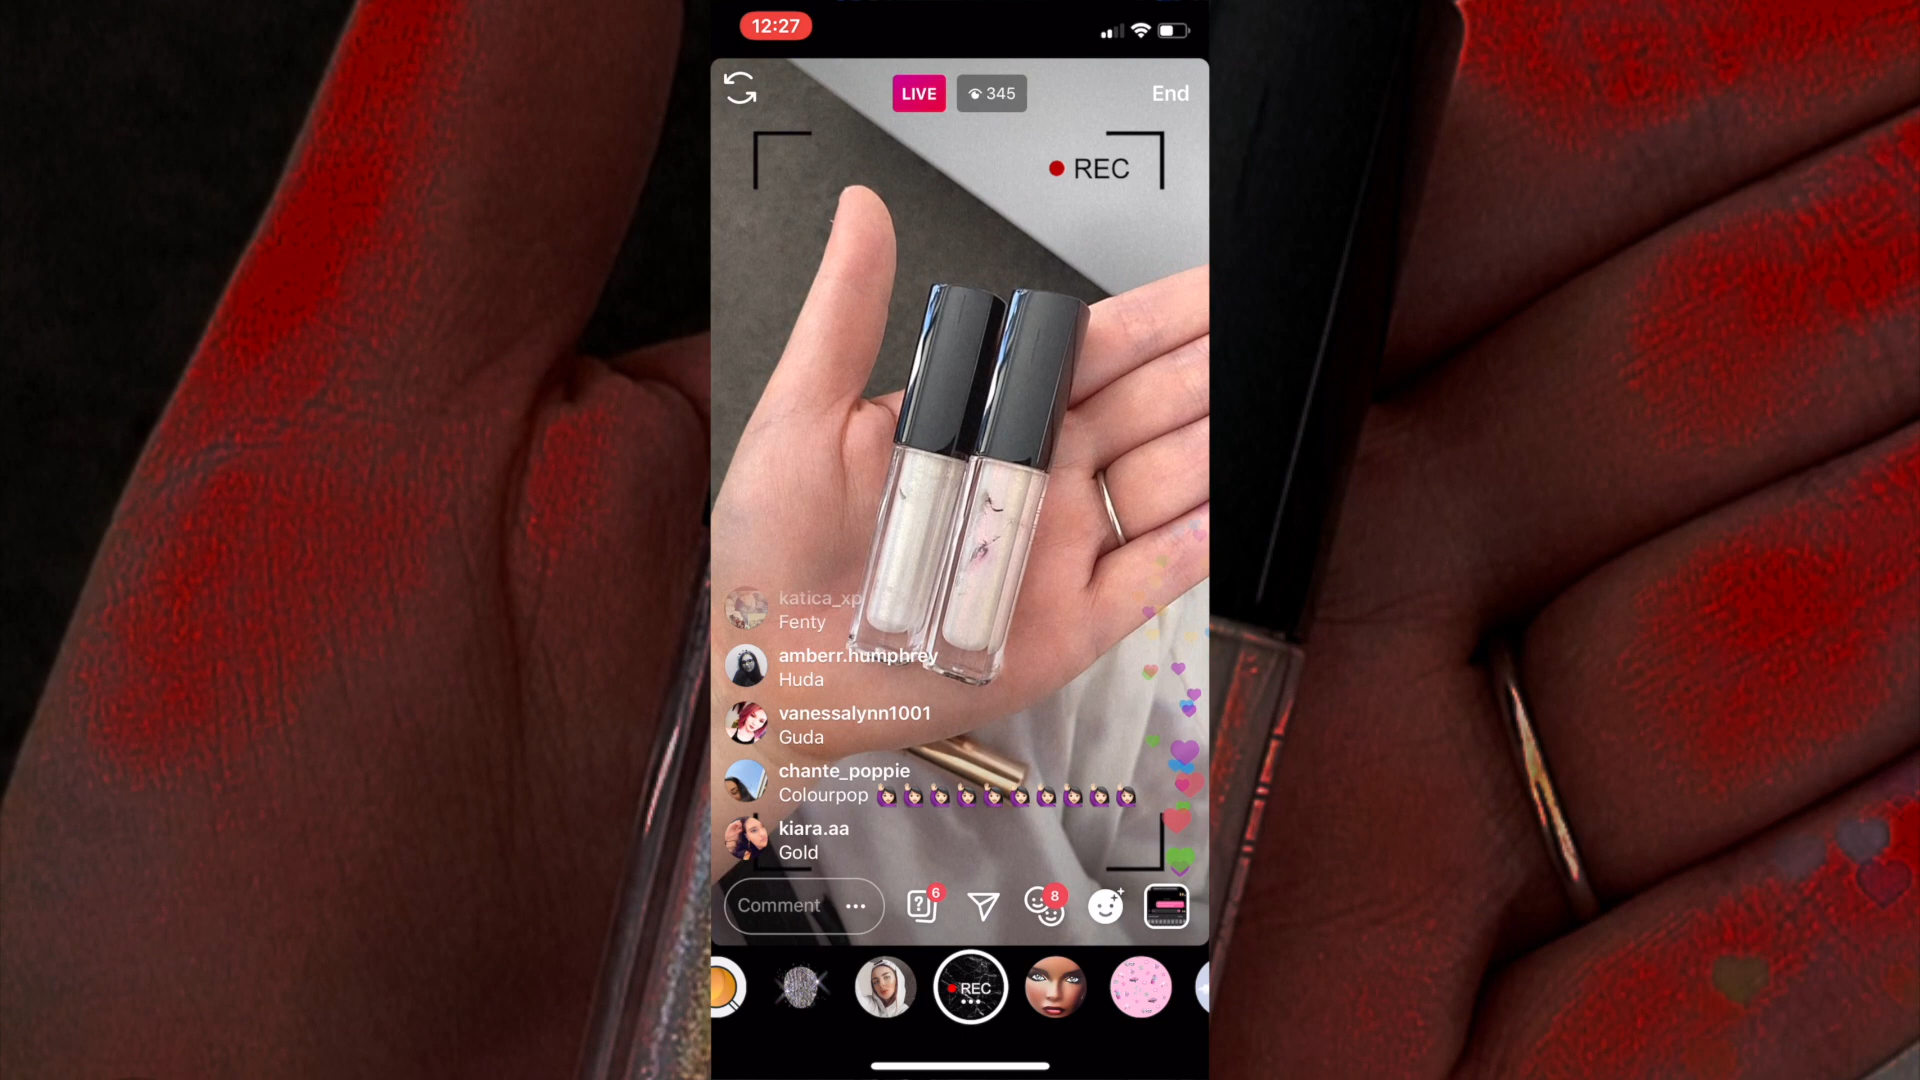 12:27
LIVE
345
End
REC
katica_xp
Fenty
amberr.humphrey
Huda
vanessalynn1001
Guda
chante_poppie
Colourpop
kiara.aa
Gold
Comment
6
8
REC